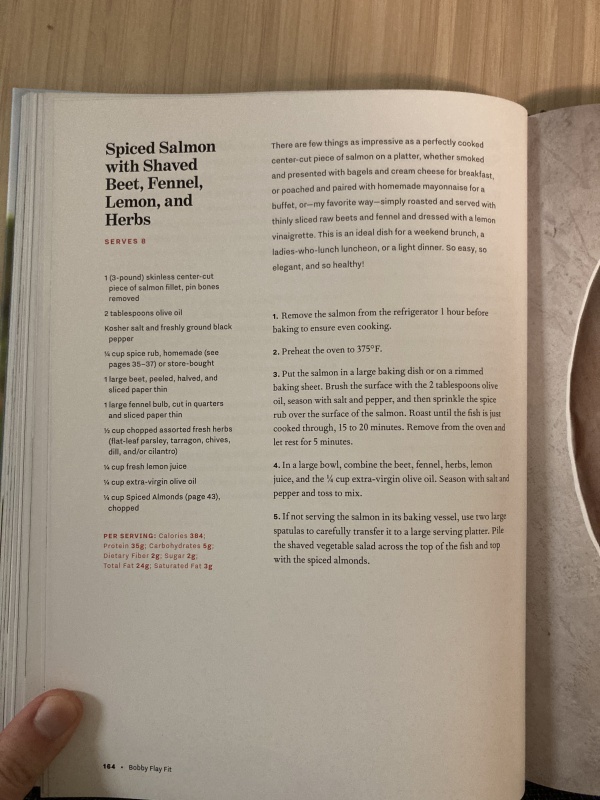 Spiced Salmon
with Shaved
Beet, Fennel,
Lemon, and
Herbs
SERVES 8
1 (3-pound) skinless center-cut
piece of salmon fillet, pin bones
removed
2 tablespoons olive oil
Kosher salt and freshly ground black
pepper
¼ cup spice rub, homemade (see
pages 35–37) or store-bought
1 large beet, peeled, halved, and
sliced paper thin
1 large fennel bulb, cut in quarters
and sliced paper thin
½ cup chopped assorted fresh herbs
(flat-leaf parsley, tarragon, chives,
dill, and/or cilantro)
¼ cup fresh lemon juice
¼ cup extra-virgin olive oil
¼ cup Spiced Almonds (page 43),
chopped
PER SERVING: Calories 384;
Protein 35g; Carbohydrates 5g;
Dietary Fiber 2g; Sugar 2g;
Total Fat 24g; Saturated Fat 3g
There are few things as impressive as a perfectly cooked
center-cut piece of salmon on a platter, whether smoked
and presented with bagels and cream cheese for breakfast,
or poached and paired with homemade mayonnaise for a
buffet, or—my favorite way—simply roasted and served with
thinly sliced raw beets and fennel and dressed with a lemon
vinaigrette. This is an ideal dish for a weekend brunch, a
ladies-who-lunch luncheon, or a light dinner. So easy, so
elegant, and so healthy!
1. Remove the salmon from the refrigerator 1 hour before
baking to ensure even cooking.
2. Preheat the oven to 375°F.
3. Put the salmon in a large baking dish or on a rimmed
baking sheet. Brush the surface with the 2 tablespoons olive
oil, season with salt and pepper, and then sprinkle the spice
rub over the surface of the salmon. Roast until the fish is just
cooked through, 15 to 20 minutes. Remove from the oven and
let rest for 5 minutes.
4. In a large bowl, combine the beet, fennel, herbs, lemon
juice, and the ¼ cup extra-virgin olive oil. Season with salt and
pepper and toss to mix.
5. If not serving the salmon in its baking vessel, use two large
spatulas to carefully transfer it to a large serving platter. Pile
the shaved vegetable salad across the top of the fish and top
with the spiced almonds.
184 • Bobby Flay Fit